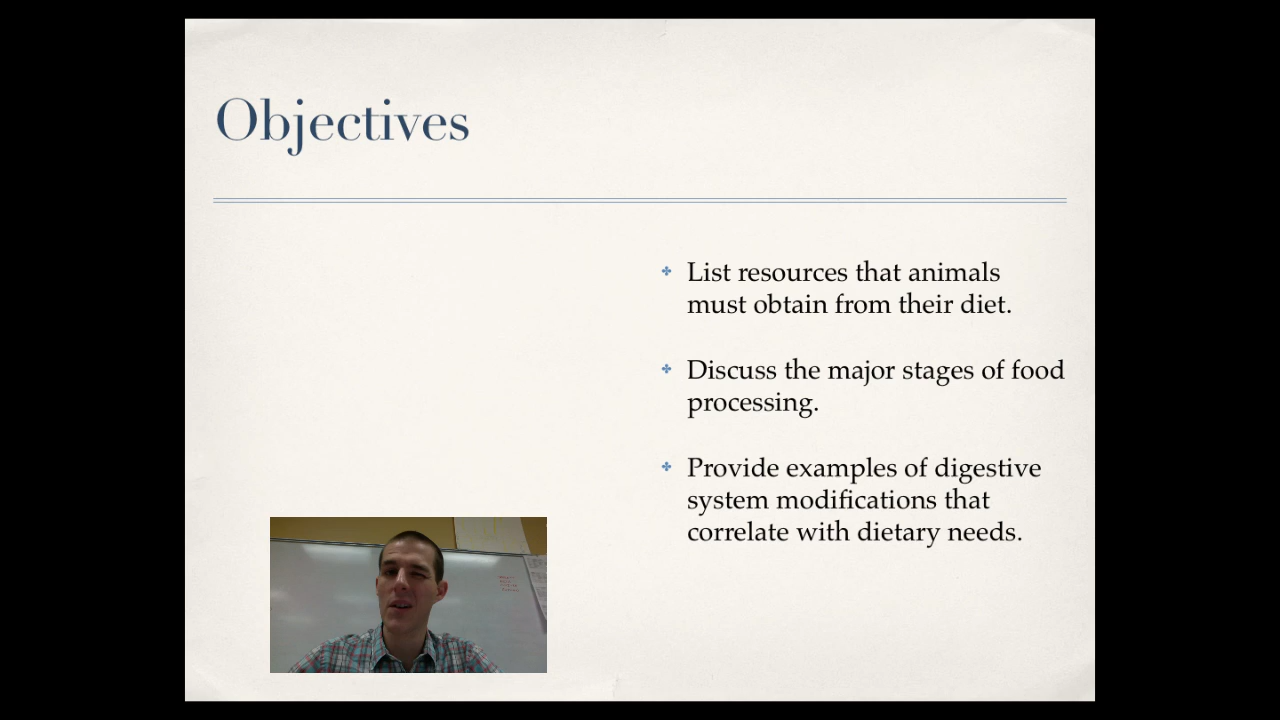 Objectives
List resources that animals
must obtain from their diet.
Discuss the major stages of food
processing.
Provide examples of digestive
system modifications that
correlate with dietary needs.